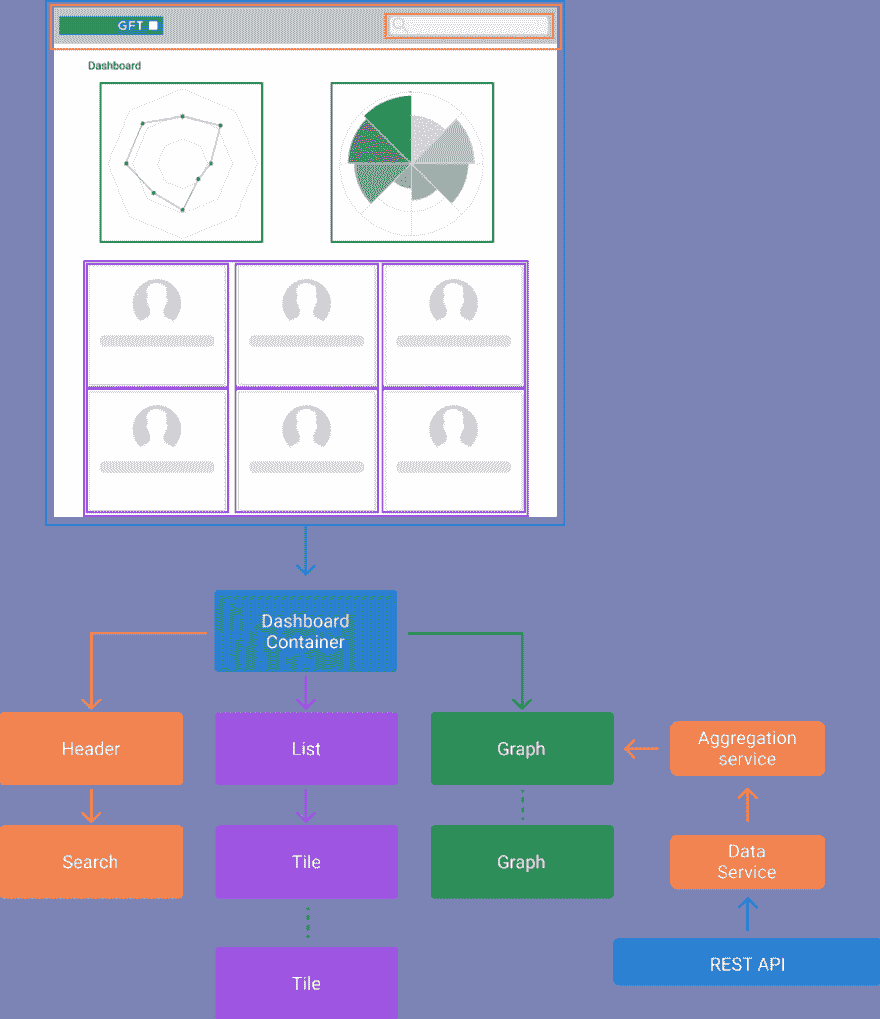 GFT
Dashboard
Dashboard
Container
Header
List
Graph
Aggregation
service
Search
Tile
Graph
Data
Service
REST API
Tile